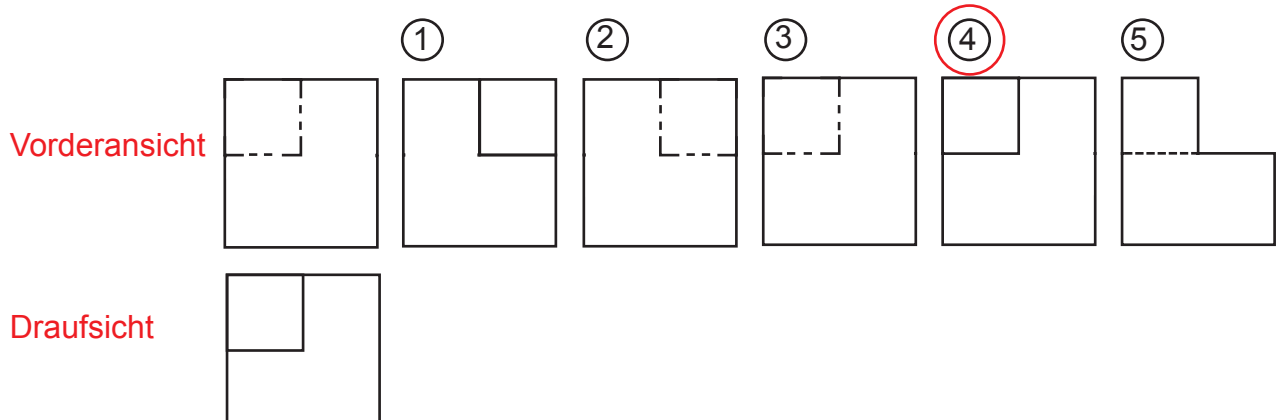 ① ② ③ ④ ⑤
Vorderansicht
Draufsicht